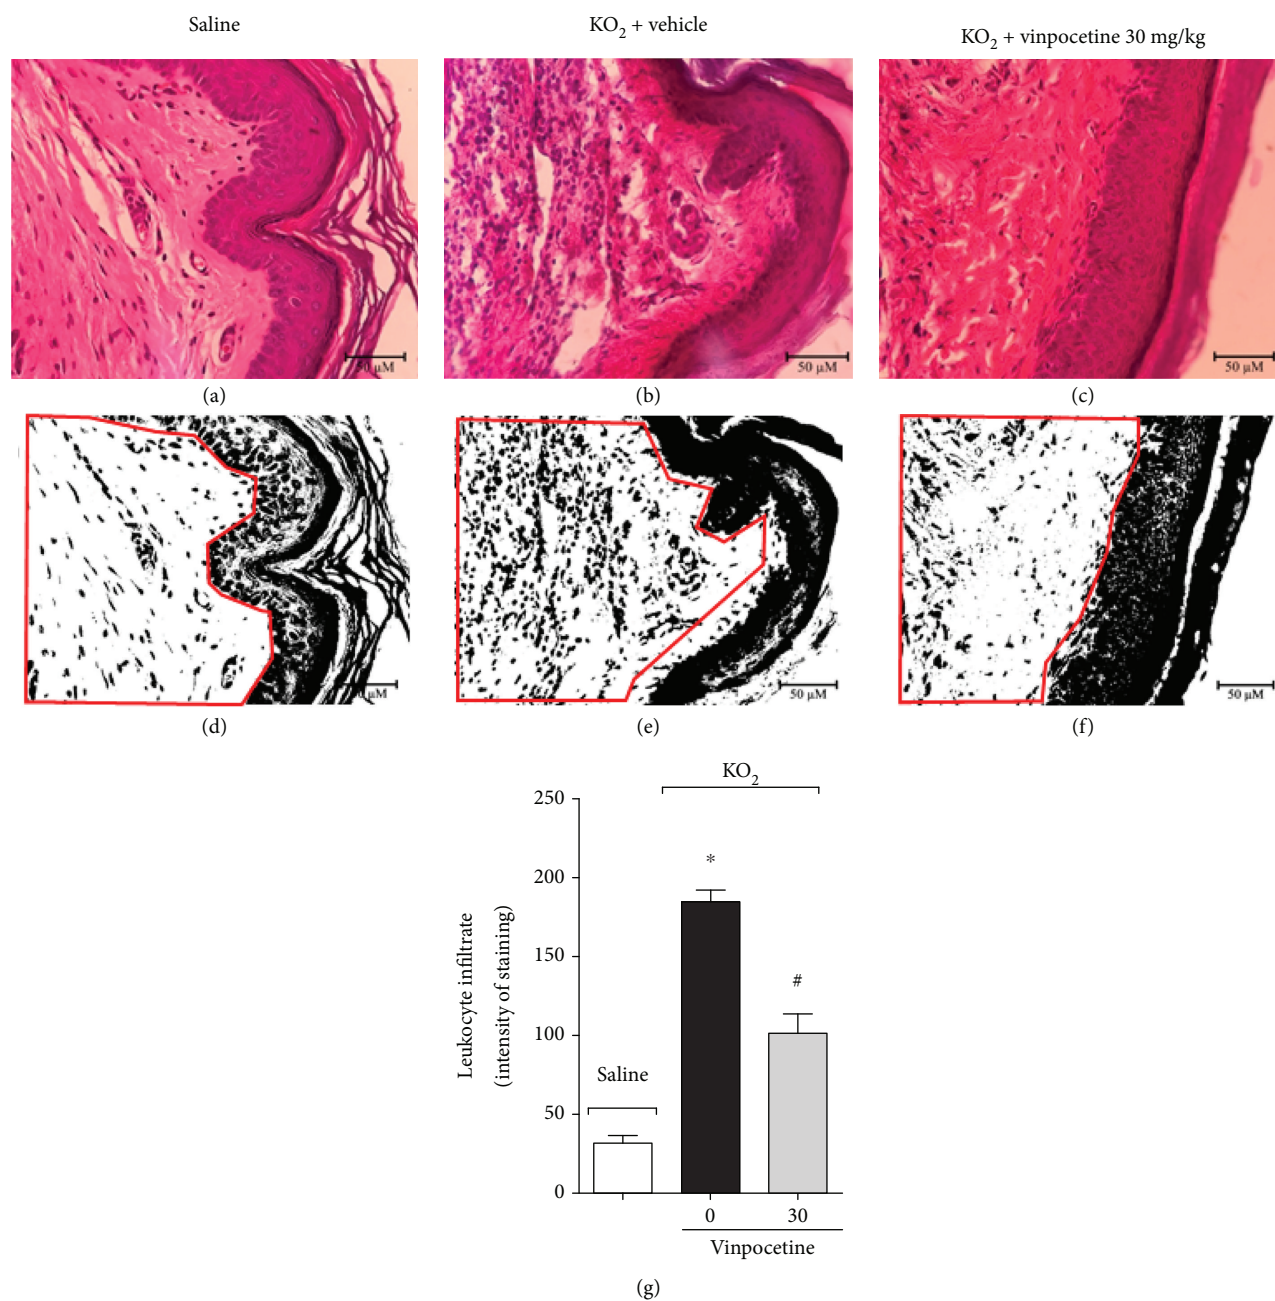 Saline
KO2 + vehicle
KO2 + vinpocetine 30 mg/kg
50 μM
50 μM
50 μM
(a)
(b)
(c)
μM
50 μM
50 μM
(d)
(e)
(f)
KO2
250
200
150
100
50
0
*
#
Saline
Leukocyte infiltrate
(intensity of staining)
0
30
Vinpocetine
(g)